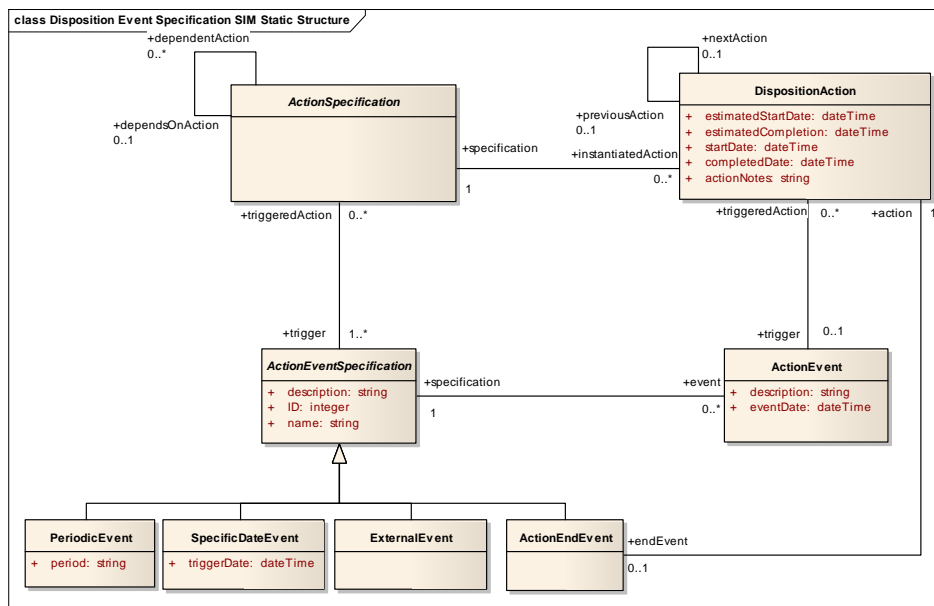 class Disposition Event Specification SIM Static Structure
+dependentAction
0..*
+dependsOnAction
0..1
ActionSpecification
+nextAction
0..1
+previousAction
0..1
DispositionAction
+ estimatedStartDate: dateTime
+ estimatedCompletion: dateTime
+ startDate: dateTime
+ completedDate: dateTime
+ actionNotes: string
+specification
1
+instantiatedAction
0..*
+triggeredAction
0..*
+triggeredAction
0..*
+action
1
+trigger
1..*
+trigger
0..1
ActionEventSpecification
+ description: string
+ ID: integer
+ name: string
+specification
1
+event
0..*
ActionEvent
+ description: string
+ eventDate: dateTime
PeriodicEvent
+ period: string
SpecificDateEvent
+ triggerDate: dateTime
ExternalEvent
ActionEndEvent
+endEvent
0..1